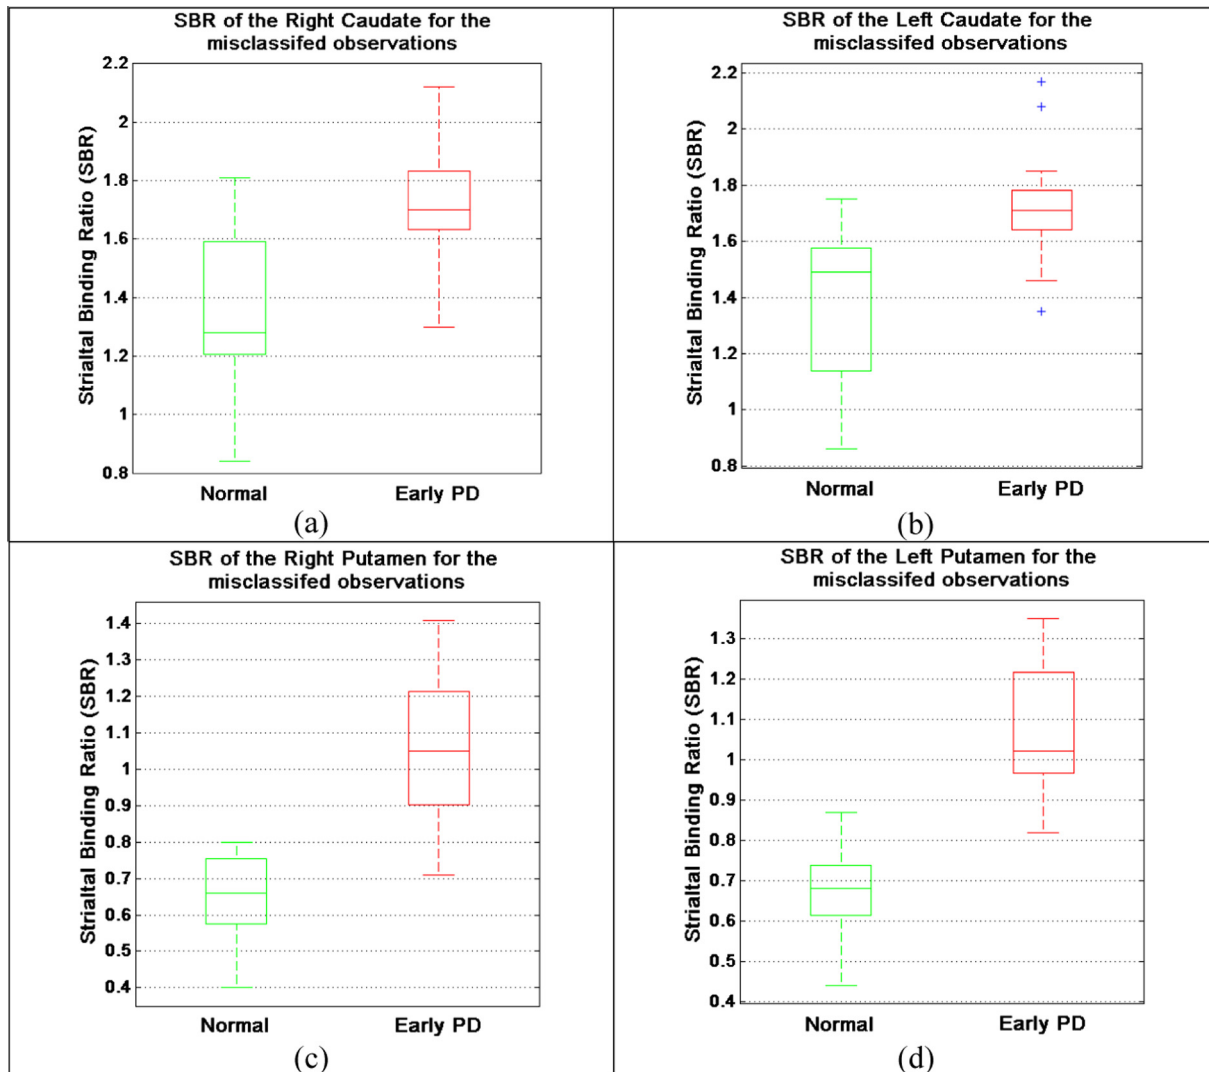 SBR of the Right Caudate for the
misclassifed observations
Strialtal Binding Ratio (SBR)
2.2
2
1.8
1.6
1.4
1.2
1
0.8
Normal Early PD
(a)
SBR of the Left Caudate for the
misclassifed observations
Strialtal Binding Ratio (SBR)
2.2
2
1.8
1.6
1.4
1.2
1
0.8
Normal Early PD
(b)
SBR of the Right Putamen for the
misclassifed observations
Strialtal Binding Ratio (SBR)
1.4
1.3
1.2
1.1
1
0.9
0.8
0.7
0.6
0.5
0.4
Normal Early PD
(c)
SBR of the Left Putamen for the
misclassifed observations
Strialtal Binding Ratio (SBR)
1.3
1.2
1.1
1
0.9
0.8
0.7
0.6
0.5
0.4
Normal Early PD
(d)